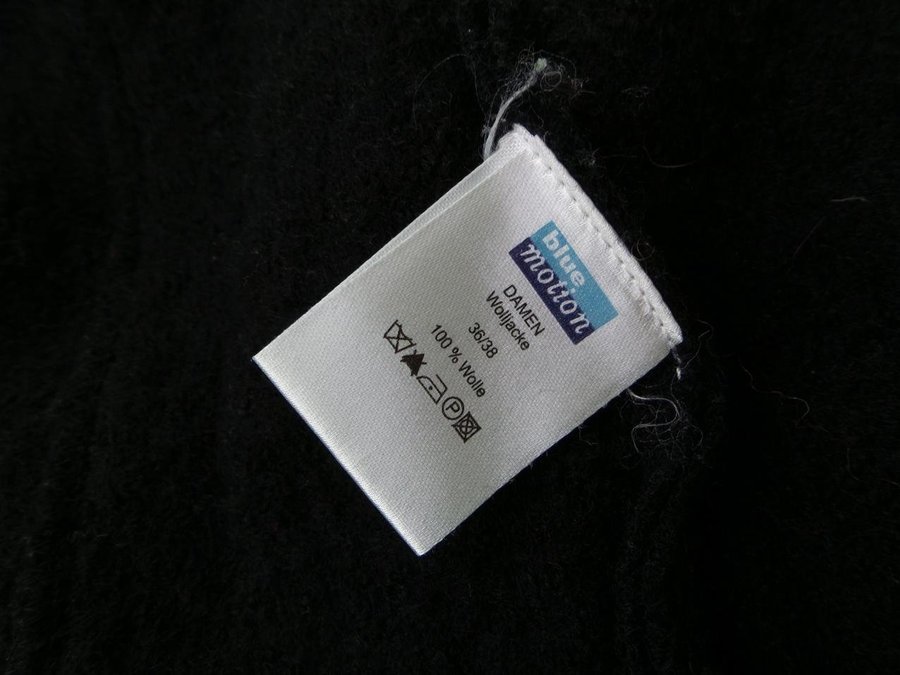 blue
motion
DAMEN
Wolljacke
36/38
100 % Wolle
P